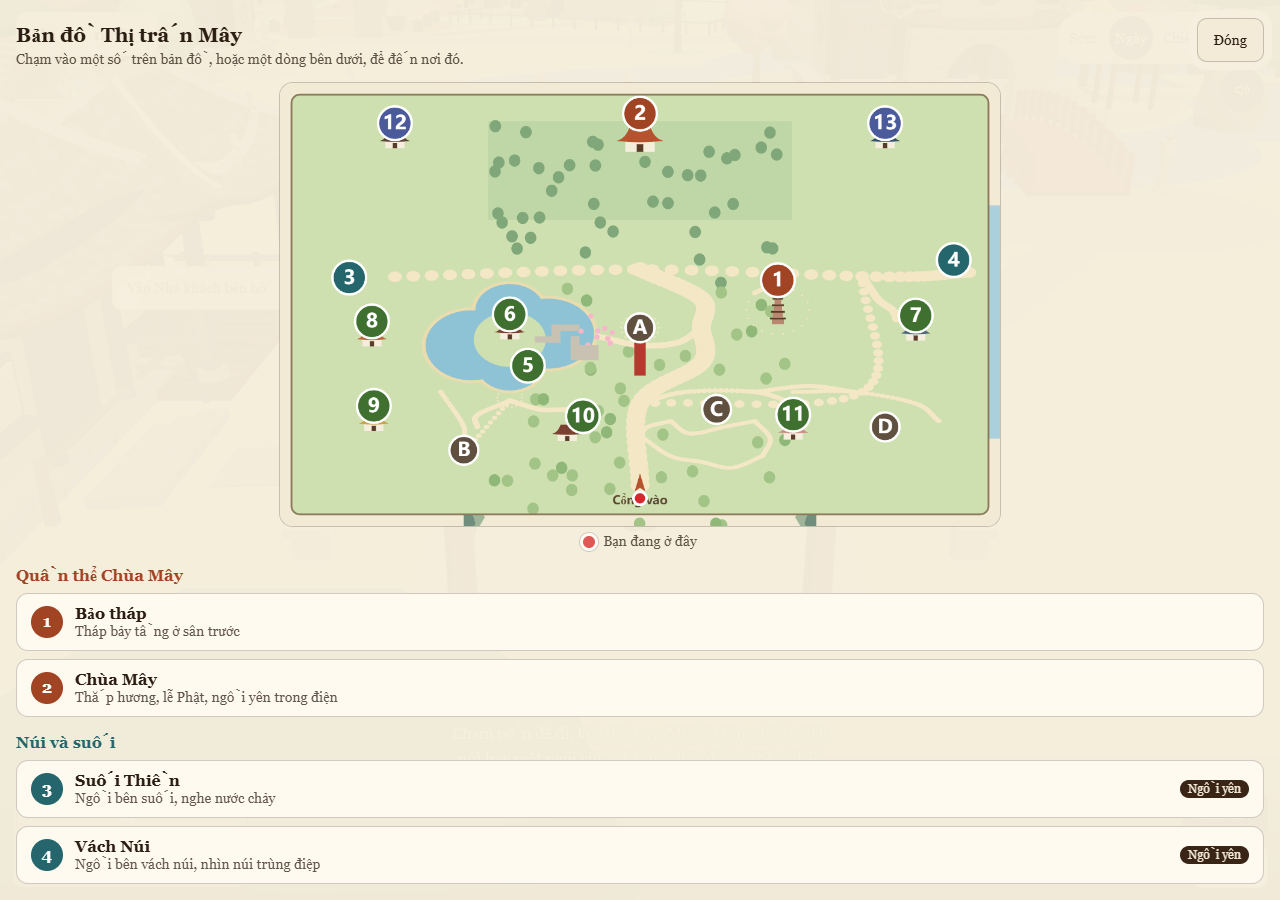 Bản đồ Thị trấn Mây
Chạm vào một số trên bản đồ, hoặc một dòng bên dưới, để đến nơi đó.
Ngày
Đóng
12
2
13
3
4
1
8
6
A
7
5
9
10
C
11
B
D
Bạn đang ở đây
Quần thể Chùa Mây
1
Bảo tháp
Tháp bảy tầng ở sân trước
2
Chùa Mây
Thắp hương, lễ Phật, ngồi yên trong điện
Núi và suối
3
Suối Thiền
Ngồi bên suối, nghe nước chảy
Ngồi yên
4
Vách Núi
Ngồi bên vách núi, nhìn núi trùng điệp
Ngồi yên